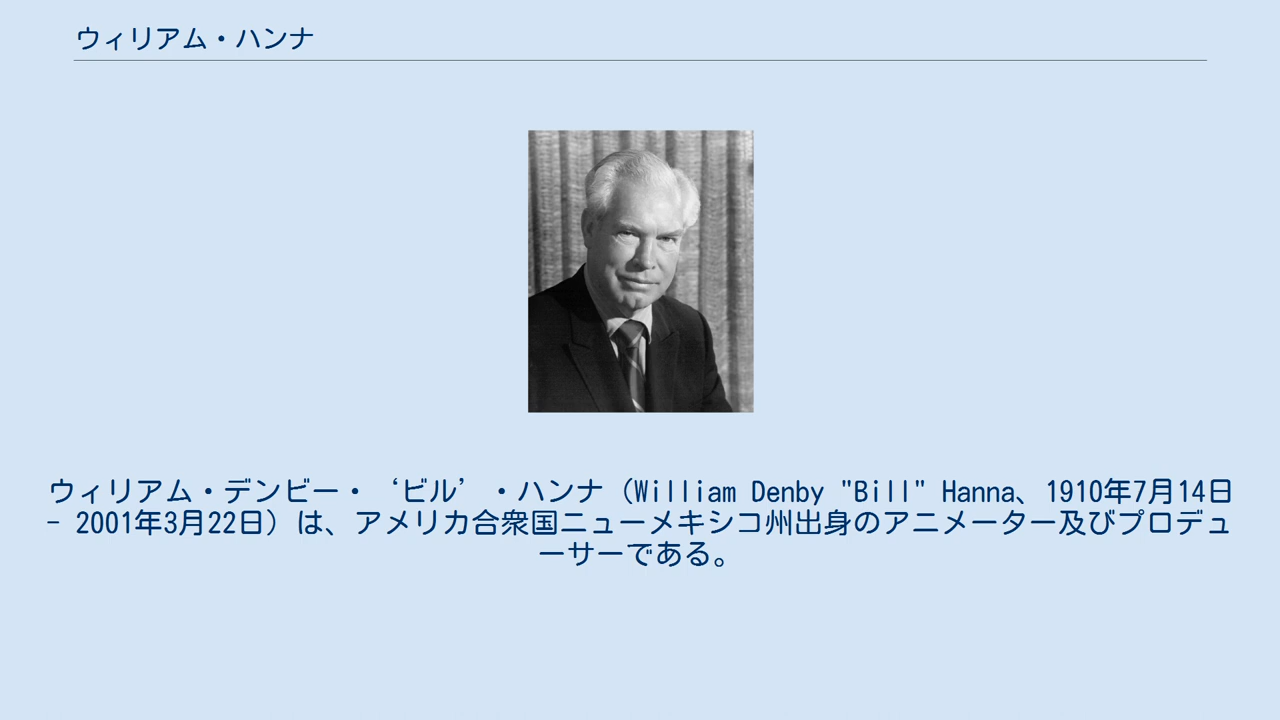 ウィリアム・ハンナ
ウィリアム・デンビー・‘ビル’・ハンナ（William Denby "Bill" Hanna、1910年7月14日
- 2001年3月22日）は、アメリカ合衆国ニューメキシコ州出身のアニメーター及びプロデュ
ーサーである。